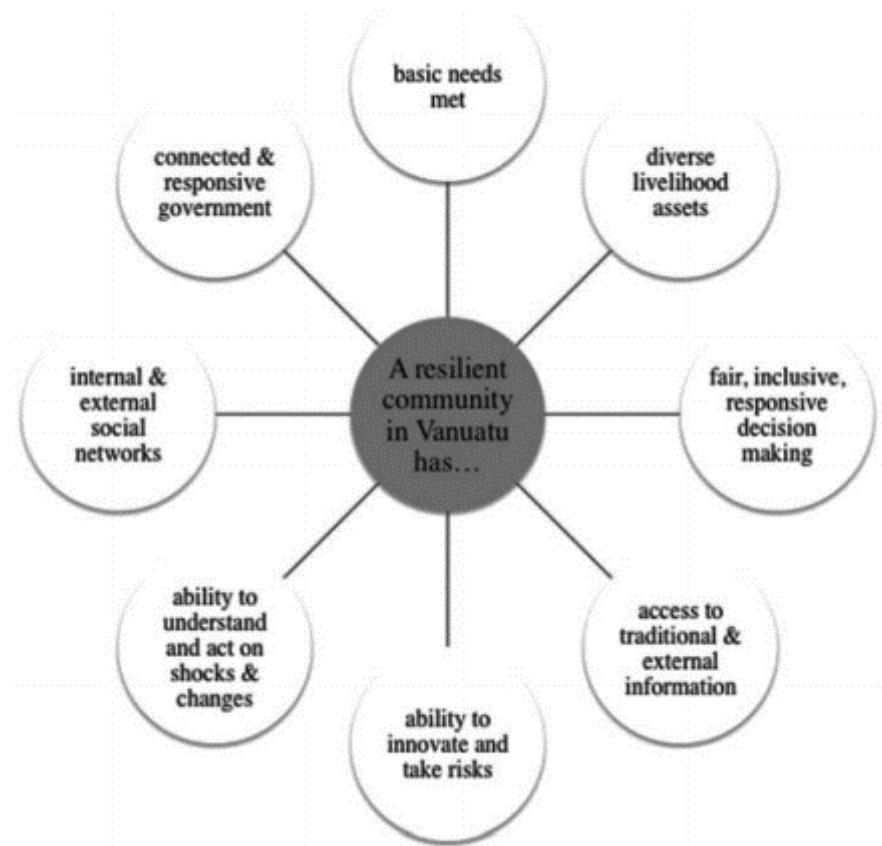 basic needs
met
connected &
responsive
government
diverse
livelihood
assets
internal &
external
social
networks
A resilient
community
in Vanuatu
has…
fair, inclusive,
responsive
decision
making
ability to
understand
and act on
shocks &
changes
access to
traditional &
external
information
ability to
innovate and
take risks